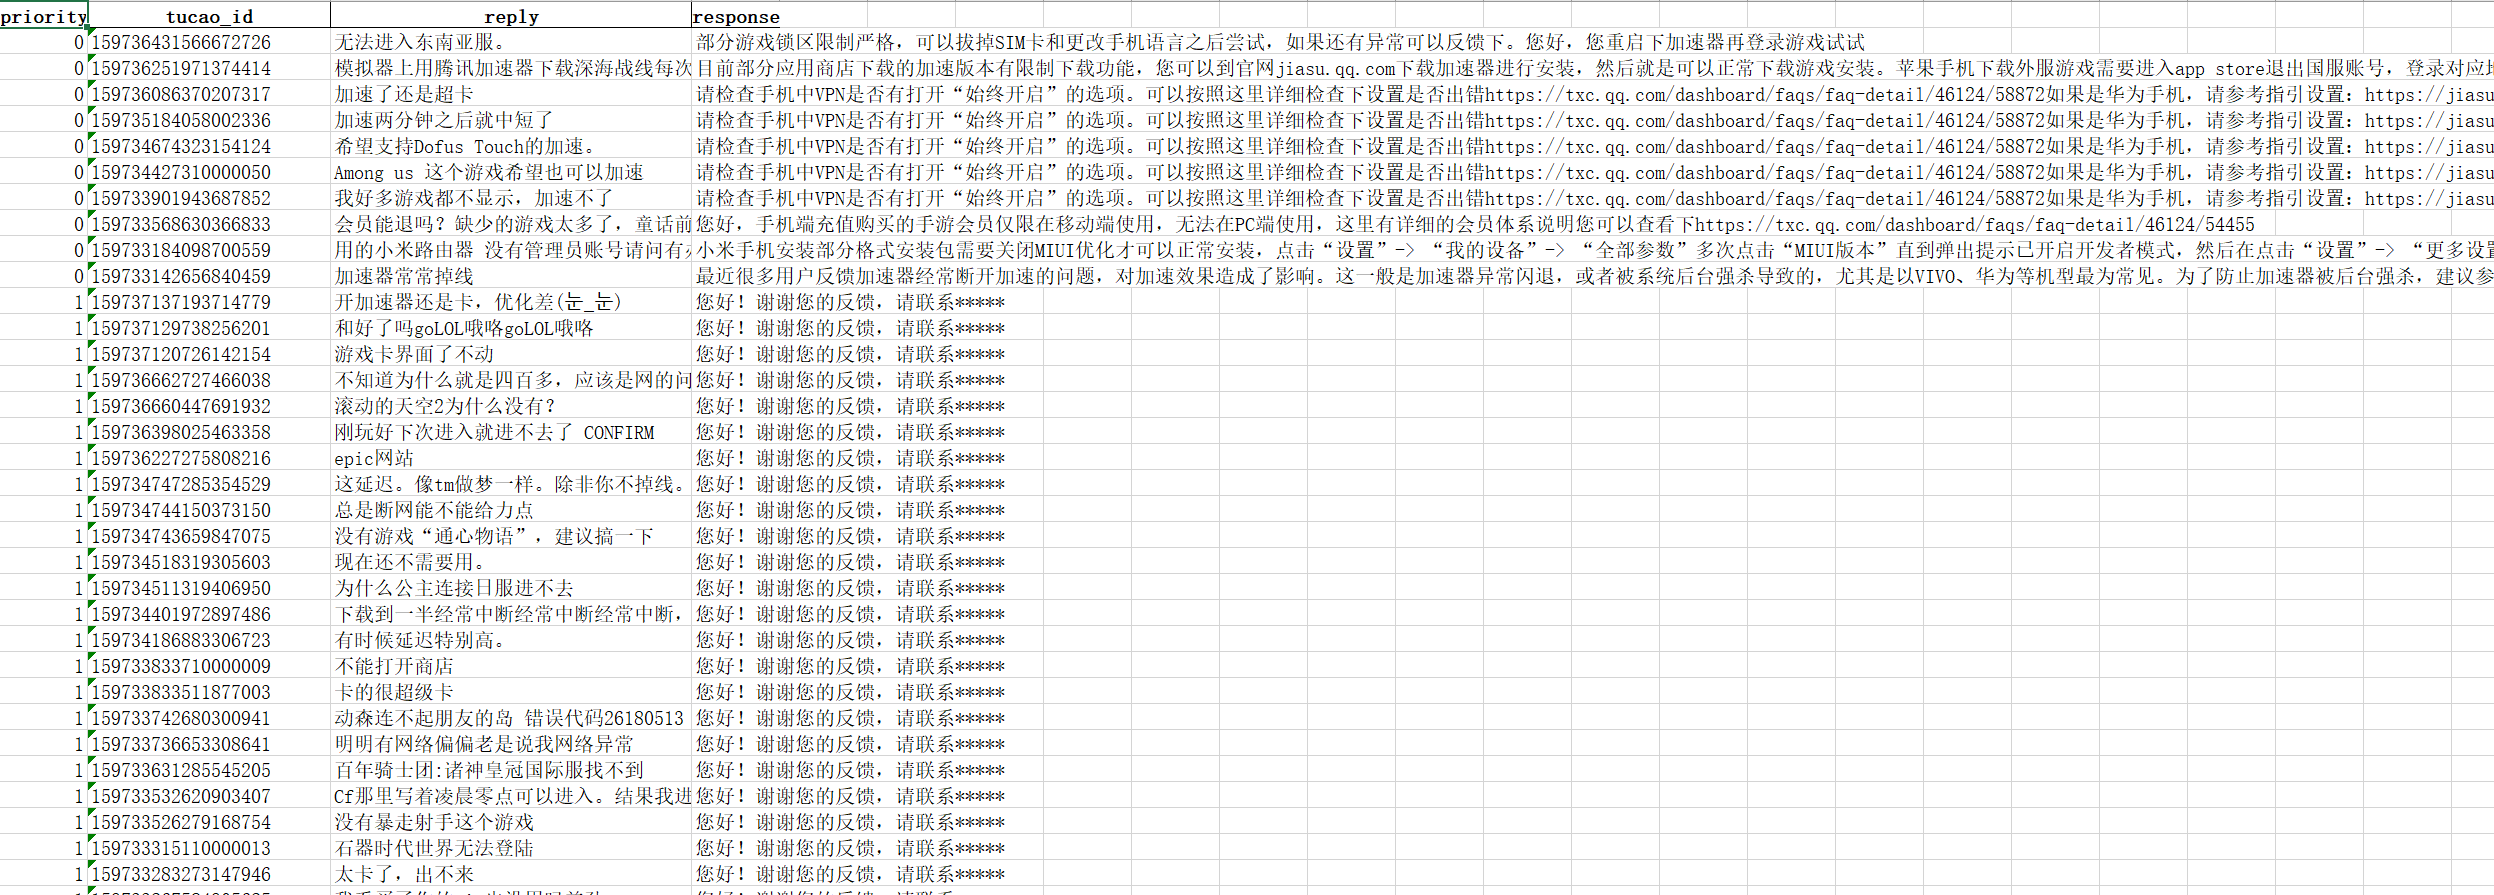 priority tucao_id reply response
0 159736431566672726 无法进入东南亚服。 部分游戏锁区限制严格，可以拔掉SIM卡和更改手机语言之后尝试，如果还有异常可以反馈下。您好，您重启下加速器再登录游戏试试
0 159736251971374414 模拟器上用腾讯加速器下载深海战线每次 目前部分应用商店下载的加速版本有限制下载功能，您可以到官网jiasu.qq.com下载加速器进行安装，然后就是可以正常下载游戏安装。苹果手机下载外服游戏需要进入app store退出国服账号，登录对应地
0 159736086370207317 加速了还是超卡 请检查手机中VPN是否有打开“始终开启”的选项。可以按照这里详细检查下设置是否出错https://txc.qq.com/dashboard/faqs/faq-detail/46124/58872如果是华为手机，请参考指引设置：https://jiasu
0 159735184058002336 加速两分钟之后就中短了 请检查手机中VPN是否有打开“始终开启”的选项。可以按照这里详细检查下设置是否出错https://txc.qq.com/dashboard/faqs/faq-detail/46124/58872如果是华为手机，请参考指引设置：https://jiasu
0 159734674323154124 希望支持Dofus Touch的加速。 请检查手机中VPN是否有打开“始终开启”的选项。可以按照这里详细检查下设置是否出错https://txc.qq.com/dashboard/faqs/faq-detail/46124/58872如果是华为手机，请参考指引设置：https://jiasu
0 159734427310000050 Among us 这个游戏希望也可以加速 请检查手机中VPN是否有打开“始终开启”的选项。可以按照这里详细检查下设置是否出错https://txc.qq.com/dashboard/faqs/faq-detail/46124/58872如果是华为手机，请参考指引设置：https://jiasu
0 159733901943687852 我好多游戏都不显示，加速不了 请检查手机中VPN是否有打开“始终开启”的选项。可以按照这里详细检查下设置是否出错https://txc.qq.com/dashboard/faqs/faq-detail/46124/58872如果是华为手机，请参考指引设置：https://jiasu
0 159733568630366833 会员能退吗？缺少的游戏太多了，童话前 您好，手机端充值购买的手游会员仅限在移动端使用，无法在PC端使用，这里有详细的会员体系说明您可以查看下https://txc.qq.com/dashboard/faqs/faq-detail/46124/54455
0 159733184098700559 用的小米路由器 没有管理员账号请问有 小米手机安装部分格式安装包需要关闭MIUI优化才可以正常安装，点击“设置”-> “我的设备”-> “全部参数”多次点击“MIUI版本”直到弹出提示已开启开发者模式，然后在点击“设置”-> “更多设置
0 159733142656840459 加速器常常掉线 最近很多用户反馈加速器经常断开加速的问题，对加速效果造成了影响。这一般是加速器异常闪退，或者被系统后台强杀导致的，尤其是以VIVO、华为等机型最为常见。为了防止加速器被后台强杀，建议参
1 159737137193714779 开加速器还是卡，优化差(눈_눈) 您好！谢谢您的反馈，请联系*****
1 159737129738256201 和好了吗goLOL哦咯goLOL哦咯 您好！谢谢您的反馈，请联系*****
1 159737120726142154 游戏卡界面了不动 您好！谢谢您的反馈，请联系*****
1 159736662727466038 不知道为什么就是四百多，应该是网的问 您好！谢谢您的反馈，请联系*****
1 159736660447691932 滚动的天空2为什么没有？ 您好！谢谢您的反馈，请联系*****
1 159736398025463358 刚玩好下次进入就进不去了 CONFIRM 您好！谢谢您的反馈，请联系*****
1 159736227275808216 epic网站 您好！谢谢您的反馈，请联系*****
1 159734747285354529 这延迟。像tm做梦一样。除非你不掉线。 您好！谢谢您的反馈，请联系*****
1 159734744150373150 总是断网能不能给力点 您好！谢谢您的反馈，请联系*****
1 159734743659847075 没有游戏“通心物语”，建议搞一下 您好！谢谢您的反馈，请联系*****
1 159734518319305603 现在还不需要用。 您好！谢谢您的反馈，请联系*****
1 159734511319406950 为什么公主连接日服进不去 您好！谢谢您的反馈，请联系*****
1 159734401972897486 下载到一半经常中断经常中断经常中断， 您好！谢谢您的反馈，请联系*****
1 159734186883306723 有时候延迟特别高。 您好！谢谢您的反馈，请联系*****
1 159733833710000009 不能打开商店 您好！谢谢您的反馈，请联系*****
1 159733833511877003 卡的很超级卡 您好！谢谢您的反馈，请联系*****
1 159733742680300941 动森连不起朋友的岛 错误代码26180513 您好！谢谢您的反馈，请联系*****
1 159733736653308641 明明有网络偏偏老是说我网络异常 您好！谢谢您的反馈，请联系*****
1 159733631285545205 百年骑士团:诸神皇冠国际服找不到 您好！谢谢您的反馈，请联系*****
1 159733532620903407 Cf那里写着凌晨零点可以进入。结果我进 您好！谢谢您的反馈，请联系*****
1 159733526279168754 没有暴走射手这个游戏 您好！谢谢您的反馈，请联系*****
1 159733315110000013 石器时代世界无法登陆 您好！谢谢您的反馈，请联系*****
1 159733283273147946 太卡了，出不来 您好！谢谢您的反馈，请联系*****